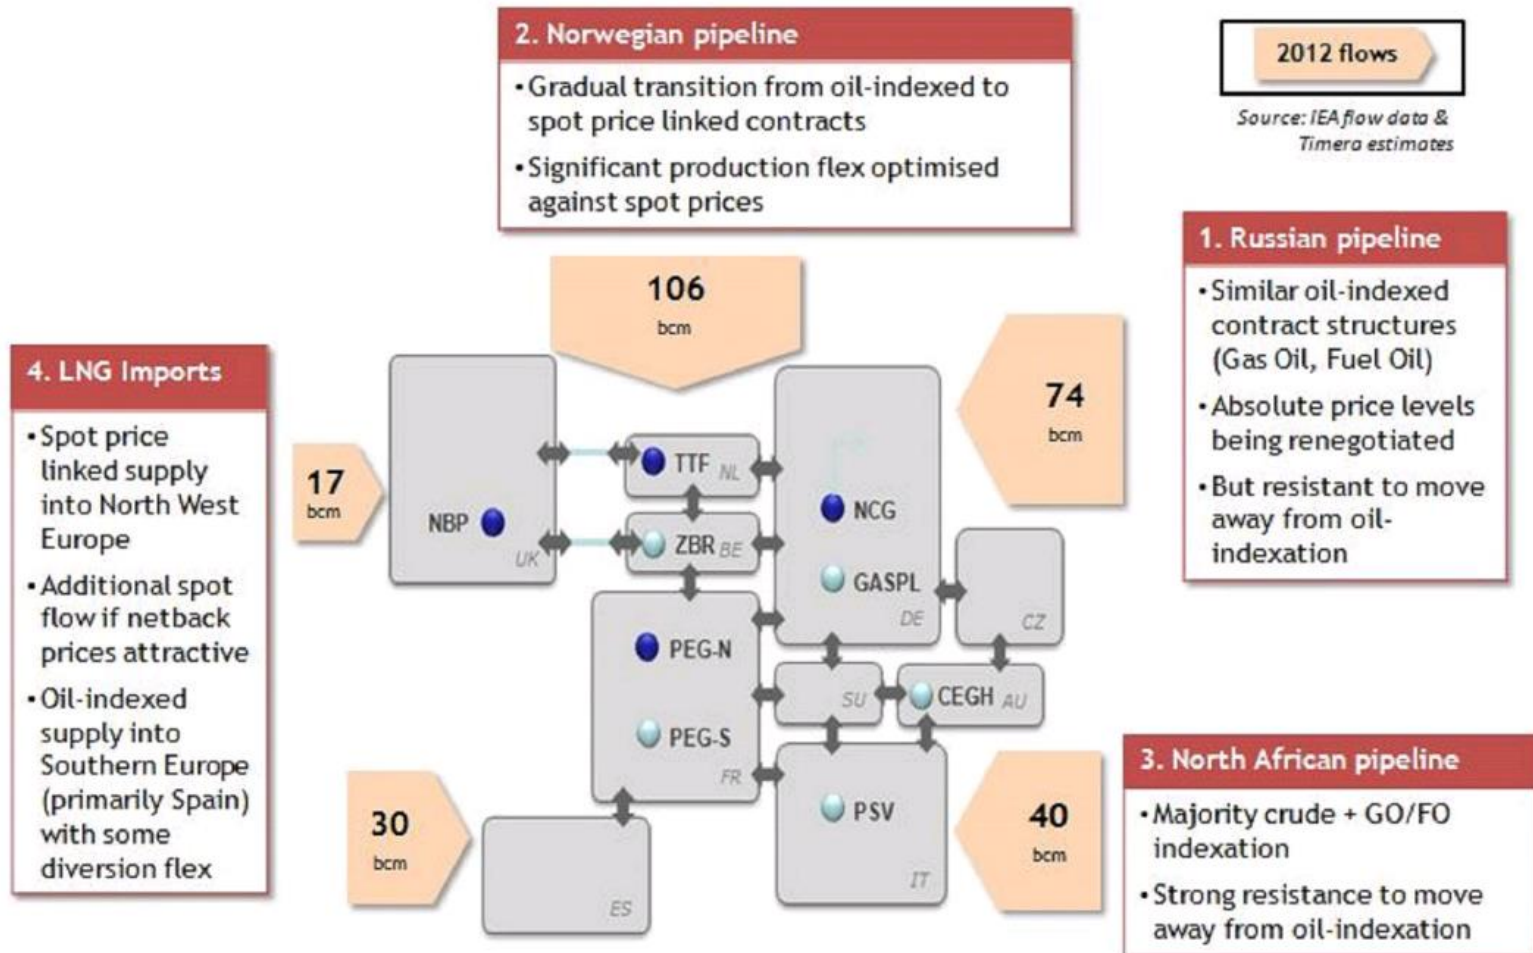 2. Norwegian pipeline
• Gradual transition from oil-indexed to
spot price linked contracts
• Significant production flex optimised
against spot prices
2012 flows
Source: IEA flow data &
Timera estimates
1. Russian pipeline
• Similar oil-indexed
contract structures
(Gas Oil, Fuel Oil)
• Absolute price levels
being renegotiated
• But resistant to move
away from oil-
indexation
106
bcm
74
bcm
4. LNG Imports
• Spot price
linked supply
into North West
Europe
• Additional spot
flow if netback
prices attractive
• Oil-indexed
supply into
Southern Europe
(primarily Spain)
with some
diversion flex
17
bcm
NBP
UK
TTF NL
ZBR BE
NCG
GASPL
DE
CZ
PEG-N
PEG-S
FR
SU
CEGH AU
PSV
IT
30
bcm
ES
40
bcm
3. North African pipeline
• Majority crude + GO/FO
indexation
• Strong resistance to move
away from oil-indexation